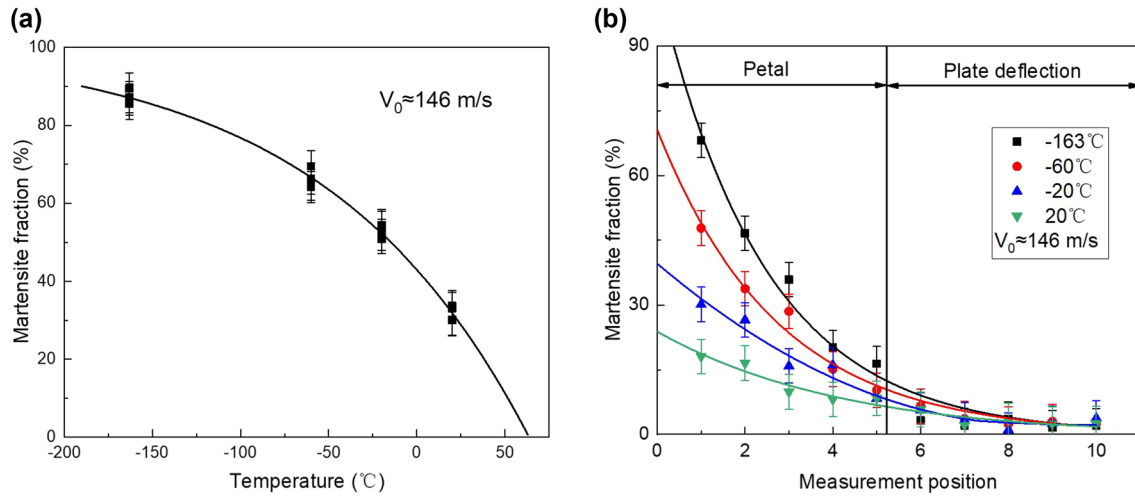 (a)
100
80
60
40
20
0
Martensite fraction (%)
V0≈146 m/s
-200 -150 -100 -50 0 50
Temperature (℃)
(b)
90
60
30
0
Martensite fraction (%)
Petal
Plate deflection
-163℃
-60℃
-20℃
20℃
V0≈146 m/s
0 2 4 6 8 10
Measurement position